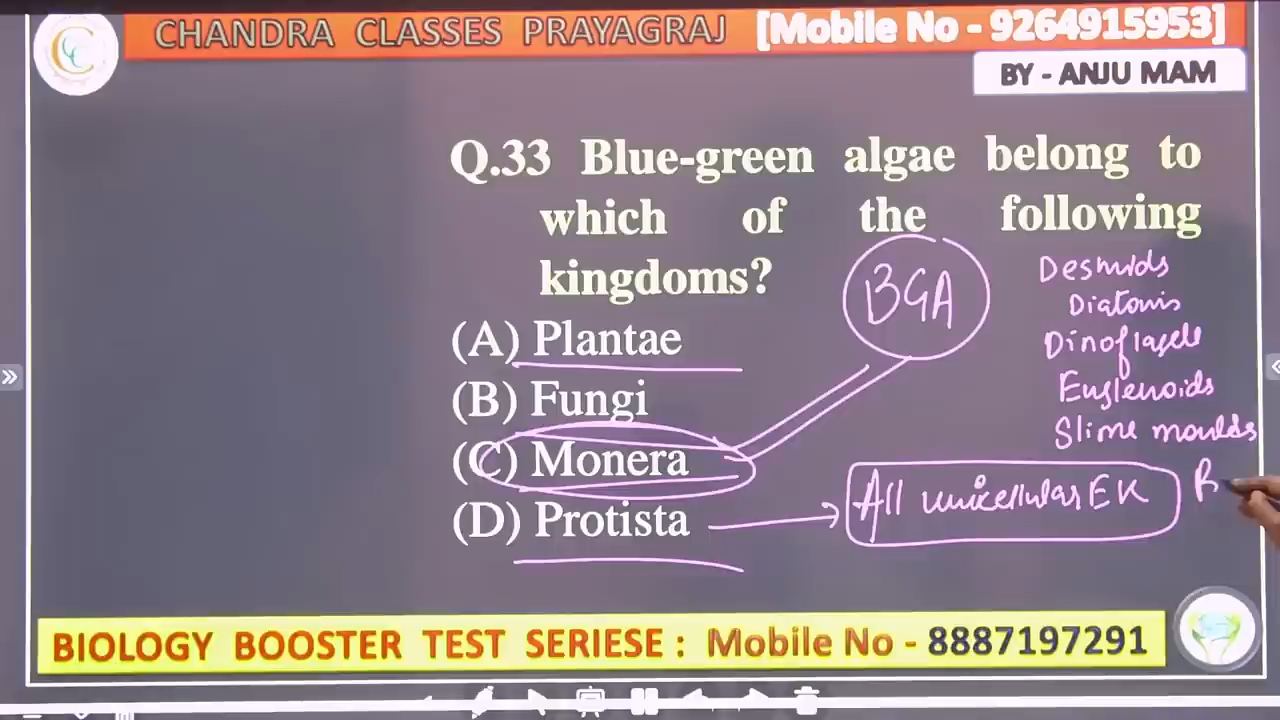 CHANDRA CLASSES PRAYAGRAJ [Mobile No - 9264915953]
BY - ANJU MAM
Q.33 Blue-green algae belong to
which of the following
kingdoms?
(A) Plantae
(B) Fungi
(C) Monera
(D) Protista
BGA
Desmids
Diatoms
Dinoflagele
Euglenoids
Slime moulds
All unicellular EK
BIOLOGY BOOSTER TEST SERIESE : Mobile No - 8887197291